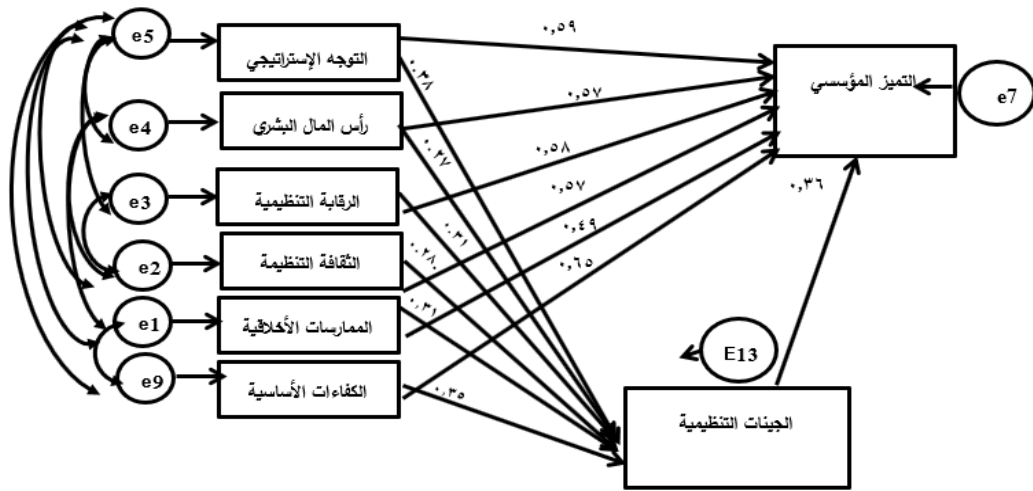 e5
التوجه الإستراتيجي
٠,٥٩
التميز المؤسسي
e7
٠.٣٨
e4
رأس المال البشري
٠,٥٧
٠.٢٧
e3
الرقابة التنظيمية
٠,٥٨
٠,٣٦
e2
الثقافة التنظيمة
٠.٣١
٠,٥٧
٠.٢٨.
٠,٤٩
e1
الممارسات الأخلاقية
٠,٣١
٠,٦٥
E13
e9
الكفاءات الأساسية
٠,٣٥
الجينات التنظيمية